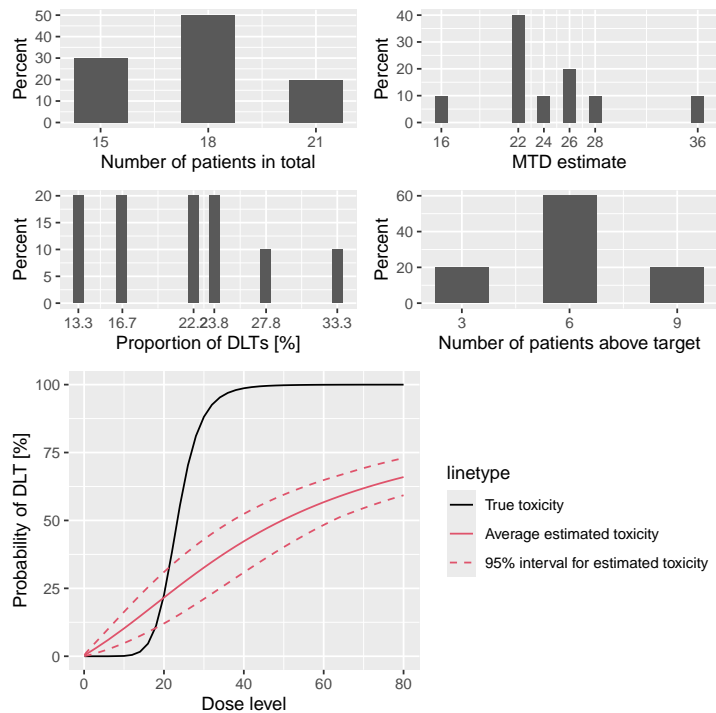 Percent
50
40
30
20
10
0
15 18 21
Number of patients in total
Percent
40
30
20
10
0
16 22 24 26 28 36
MTD estimate
Percent
20
15
10
5
0
13.3 16.7 22.2 23.8 27.8 33.3
Proportion of DLTs [%]
Percent
60
40
20
0
3 6 9
Number of patients above target
Probability of DLT [%]
100
75
50
25
0
0 20 40 60 80
Dose level
linetype
True toxicity
Average estimated toxicity
95% interval for estimated toxicity